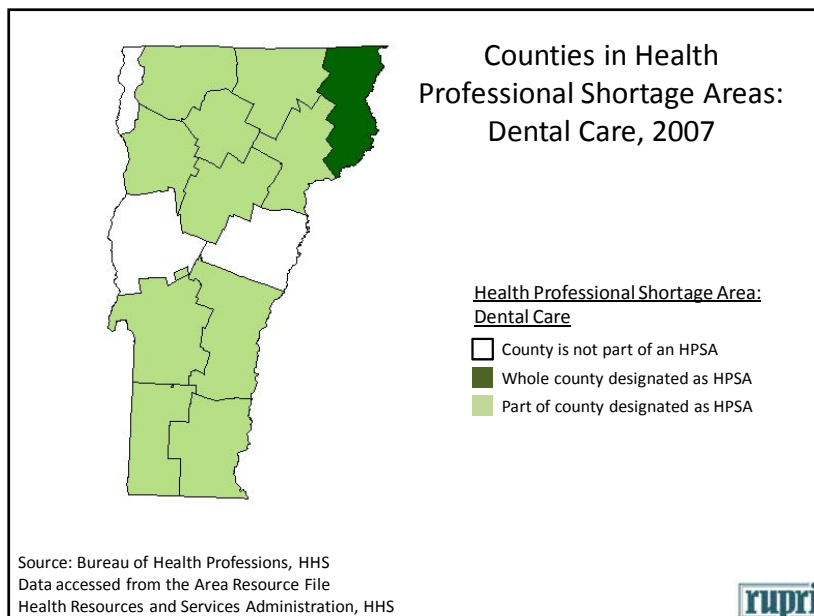 Counties in Health
Professional Shortage Areas:
Dental Care, 2007
Health Professional Shortage Area:
Dental Care
County is not part of an HPSA
Whole county designated as HPSA
Part of county designated as HPSA
Source: Bureau of Health Professions, HHS
Data accessed from the Area Resource File
Health Resources and Services Administration, HHS
rupri